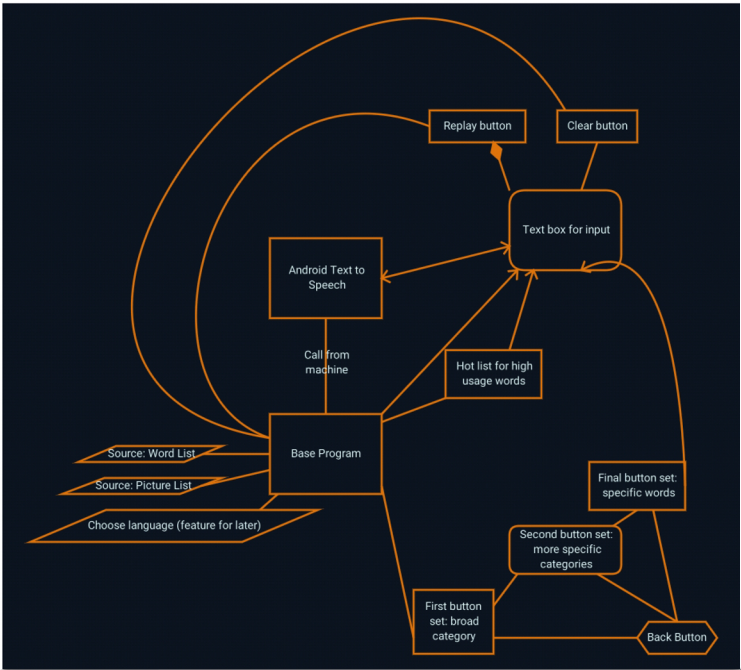 Replay button
Clear button
Text box for input
Android Text to
Speech
Call from
machine
Hot list for high
usage words
Base Program
Source: Word List
Source: Picture List
Choose language (feature for later)
Final button set:
specific words
Second button set:
more specific
categories
First button
set: broad
category
Back Button